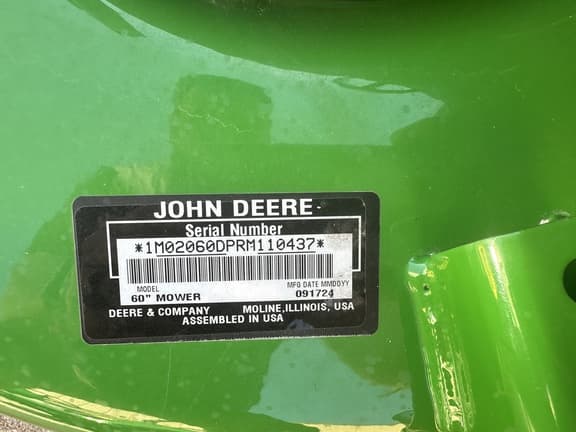 JOHN DEERE
Serial Number
*1M02060DPRM110437*
MODEL MFG DATE MMDDYY
60" MOWER 091724
DEERE & COMPANY MOLINE,ILLINOIS, USA
ASSEMBLED IN USA